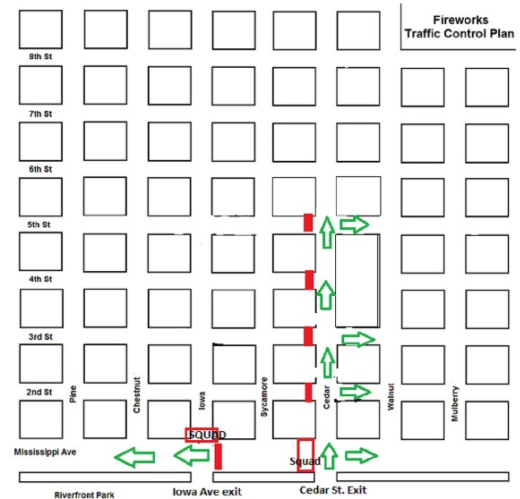 Fireworks
Traffic Control Plan
8th St
7th St
6th St
5th St
4th St
3rd St
2nd St
Pine
Chestnut
Iowa
Sycamore
Cedar
Walnut
Mulberry
SQUAD
Mississippi Ave
Squad
Riverfront Park
Iowa Ave exit
Cedar St. Exit